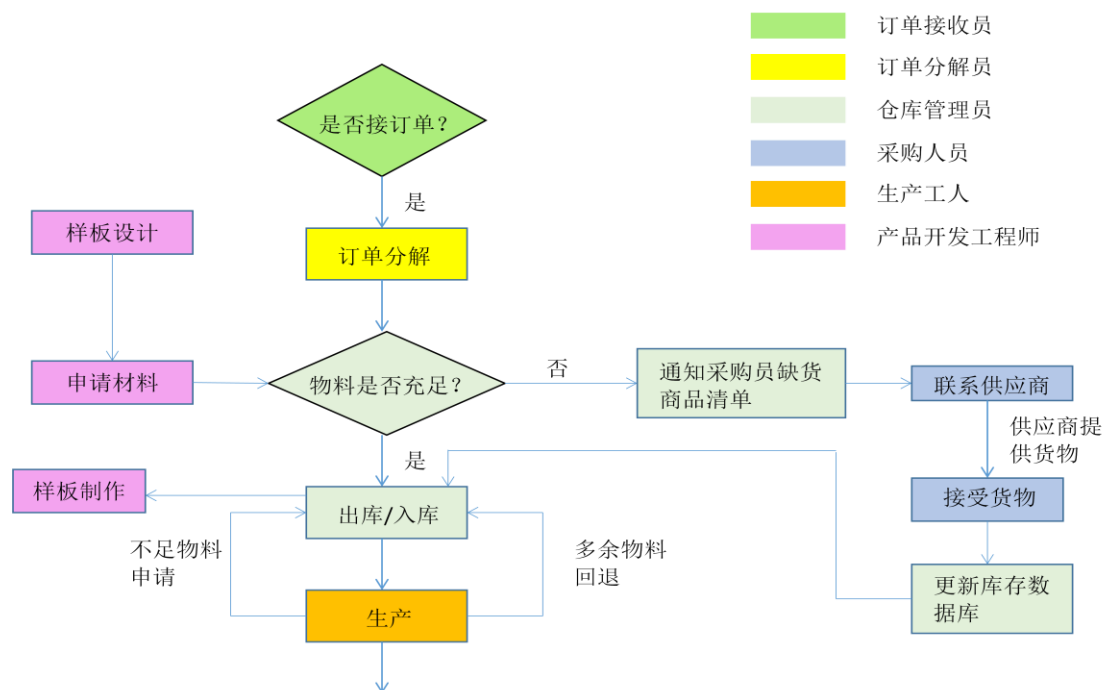 订单接收员
订单分解员
仓库管理员
采购人员
生产工人
产品开发工程师
是否接订单？
是
样板设计
订单分解
申请材料
物料是否充足？
否
通知采购员缺货
商品清单
联系供应商
供应商提
供货物
是
样板制作
出库/入库
接受货物
不足物料
申请
多余物料
回退
生产
更新库存数
据库